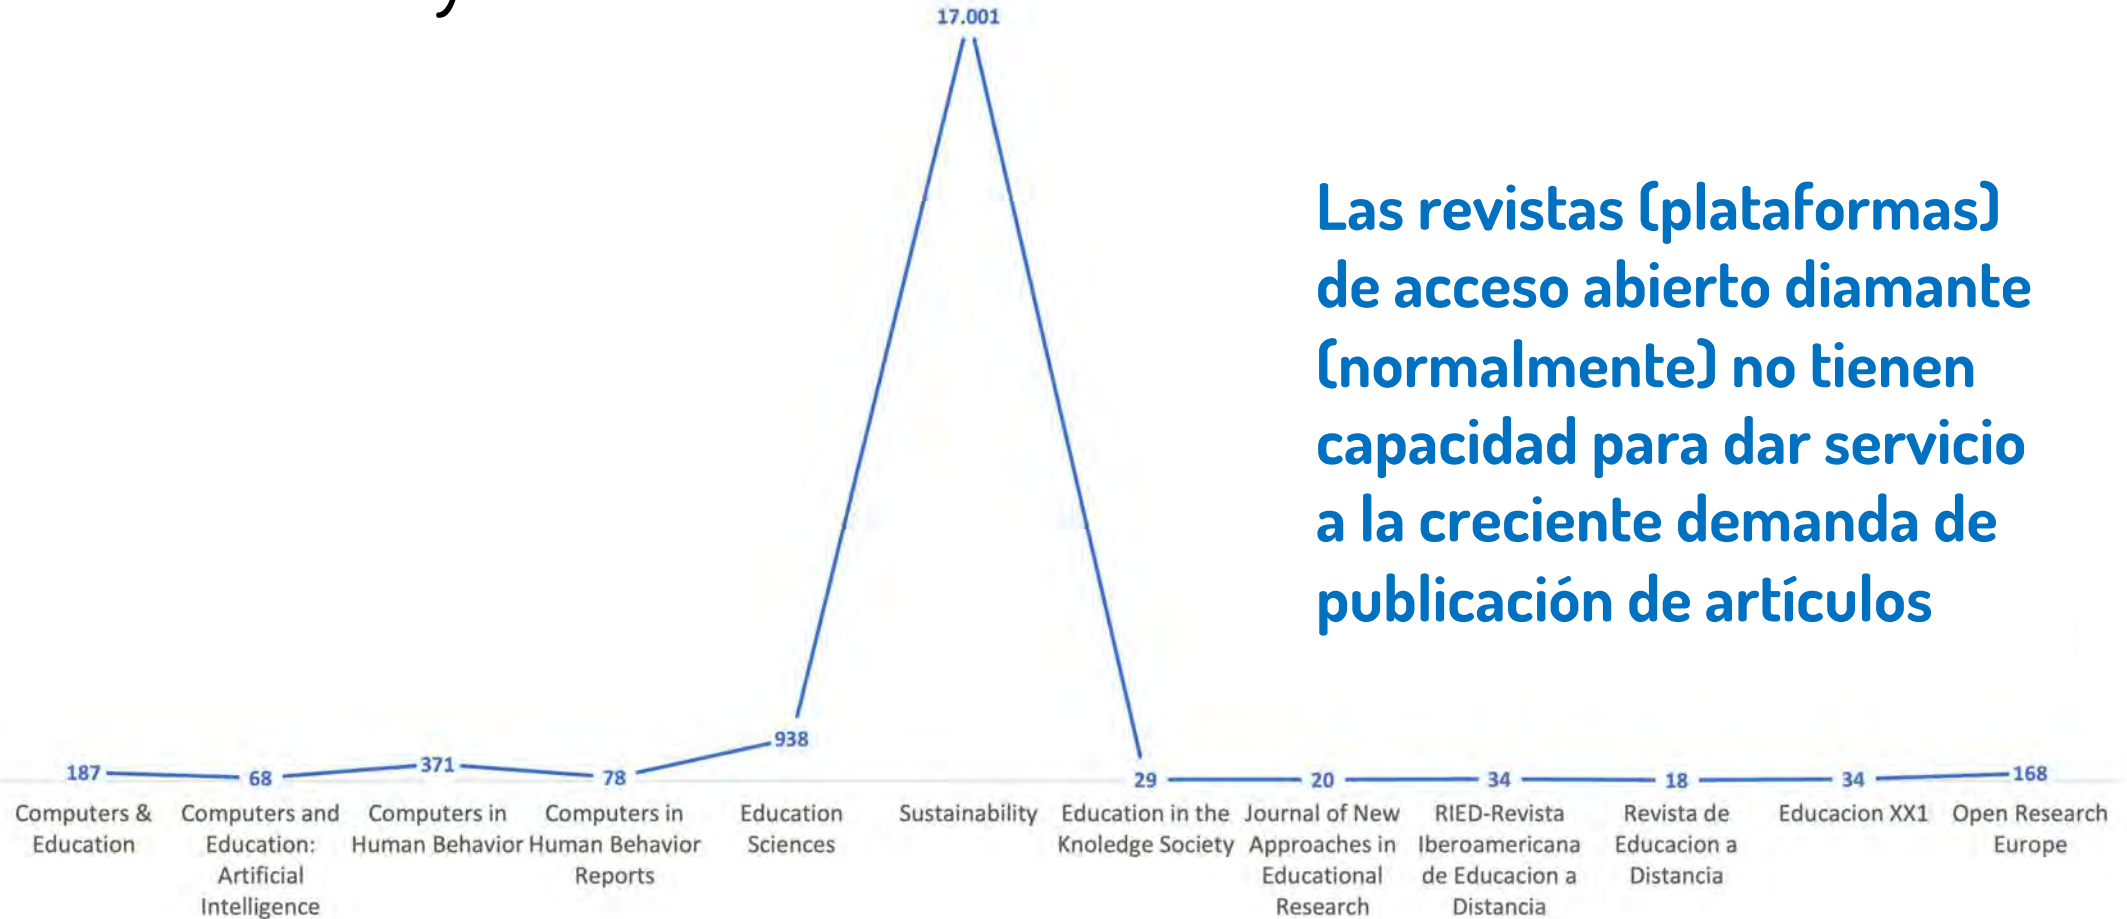 y
17.001
Las revistas (plataformas)
de acceso abierto diamante
(normalmente) no tienen
capacidad para dar servicio
a la creciente demanda de
publicación de artículos
187
68
371
78
938
29
20
34
18
34
168
Computers &
Education
Computers and
Education:
Artificial
Intelligence
Computers in
Human Behavior
Computers in
Human Behavior
Reports
Education
Sciences
Sustainability
Education in the
Knoledge Society
Journal of New
Approaches in
Educational
Research
RIED-Revista
Iberoamericana
de Educacion a
Distancia
Revista de
Educacion a
Distancia
Educacion XX1
Open Research
Europe